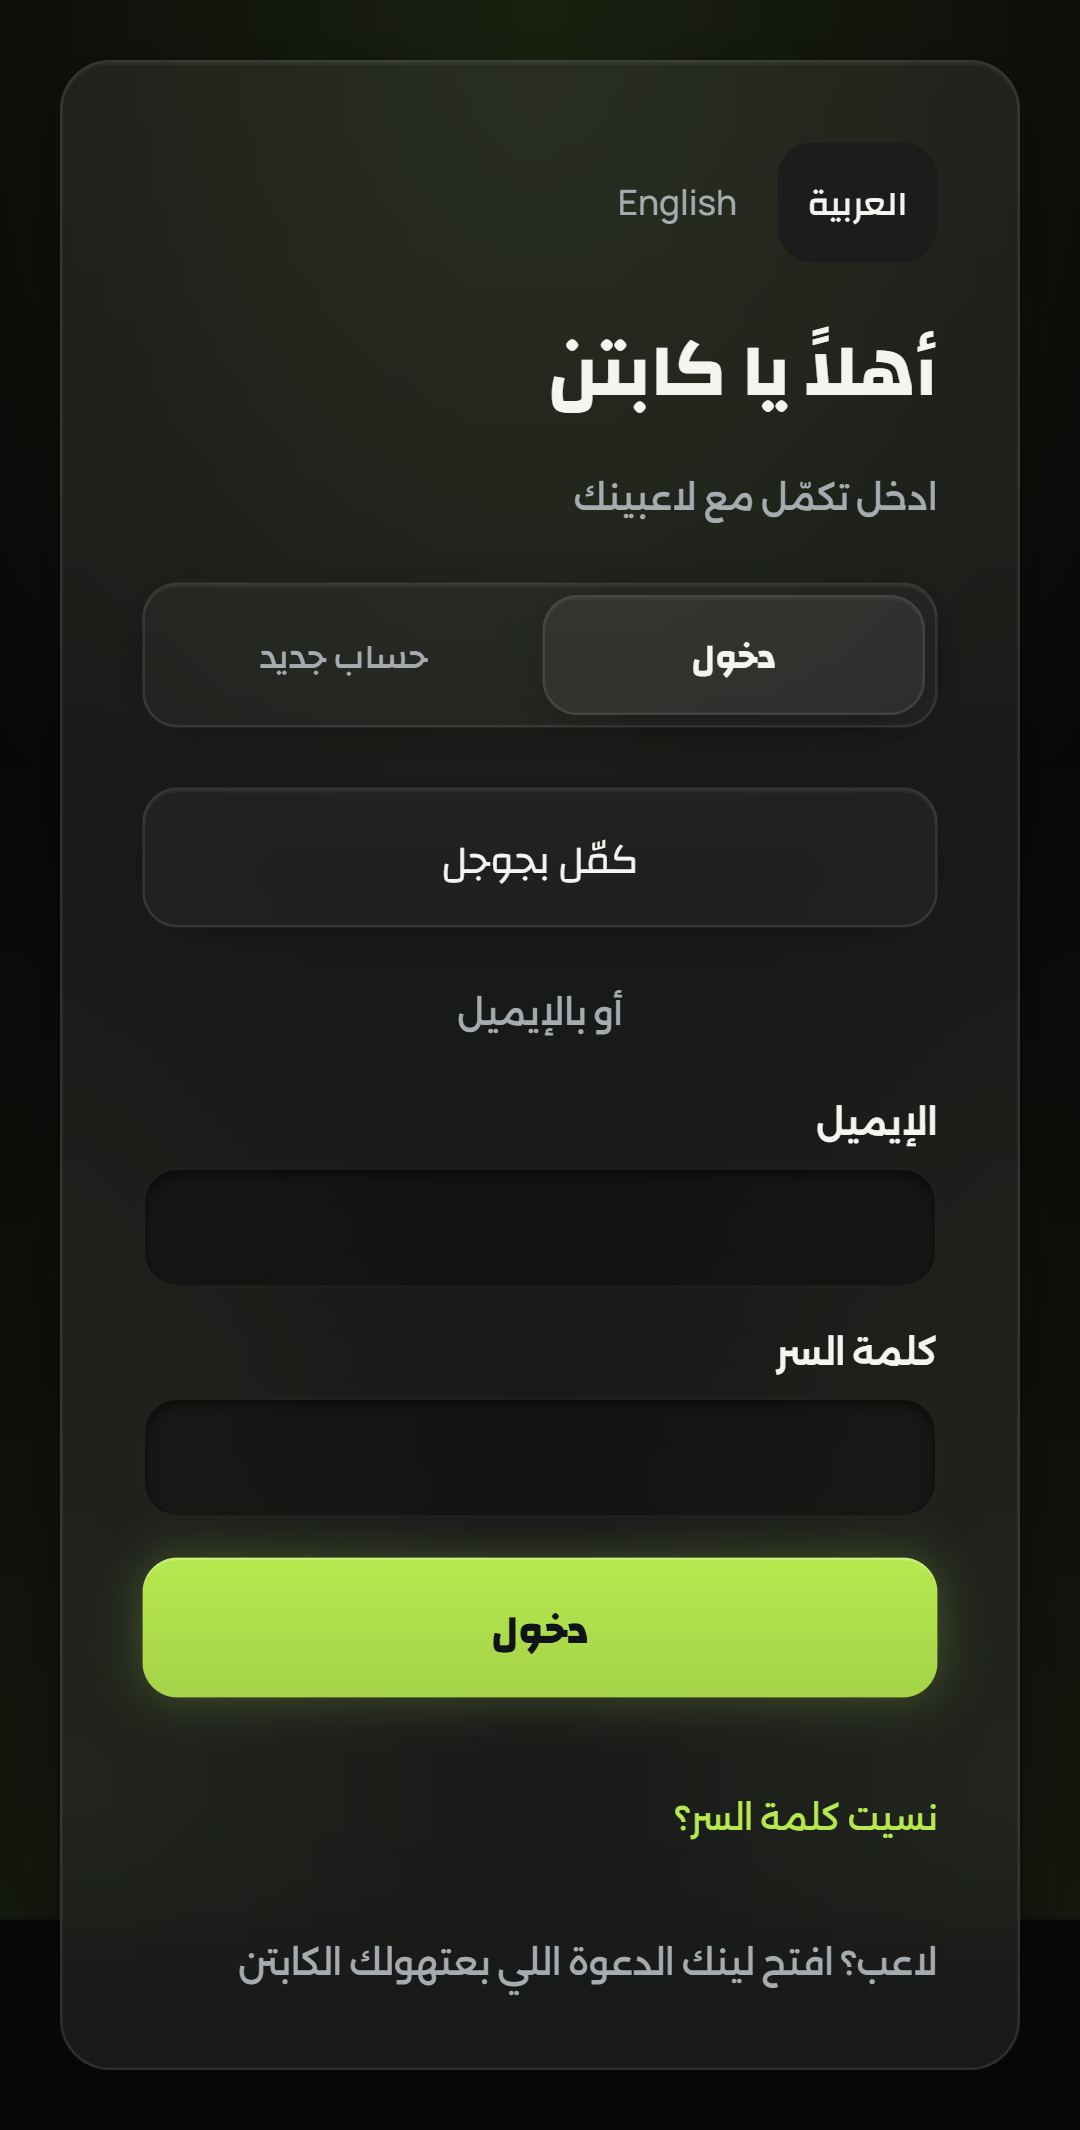 العربية
English
أهلاً يا كابتن
ادخل تكمّل مع لاعبينك
دخول
حساب جديد
كمّل بجوجل
أو بالإيميل
الإيميل
كلمة السر
دخول
نسيت كلمة السر؟
لاعب؟ افتح لينك الدعوة اللي بعتهولك الكابتن